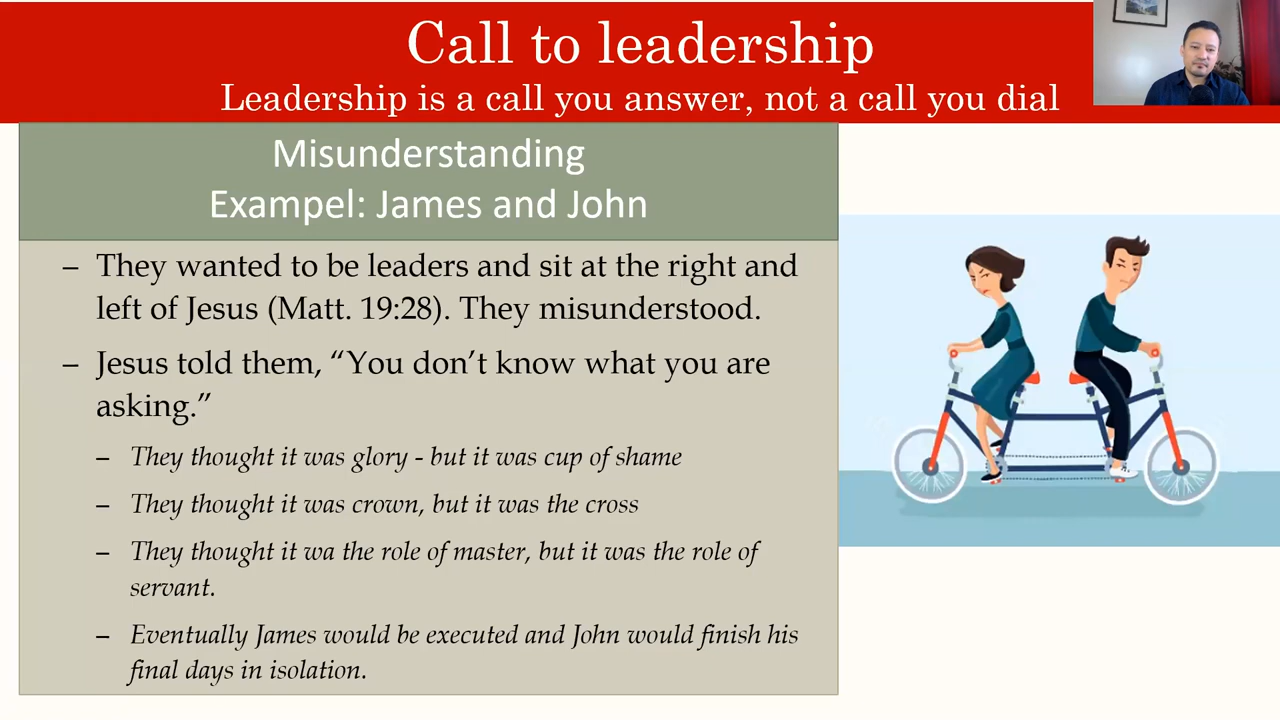 Call to leadership
Leadership is a call you answer, not a call you dial
Misunderstanding
Exampel: James and John
– They wanted to be leaders and sit at the right and
left of Jesus (Matt. 19:28). They misunderstood.
– Jesus told them, “You don’t know what you are
asking.”
– They thought it was glory - but it was cup of shame
– They thought it was crown, but it was the cross
– They thought it wa the role of master, but it was the role of
servant.
– Eventually James would be executed and John would finish his
final days in isolation.